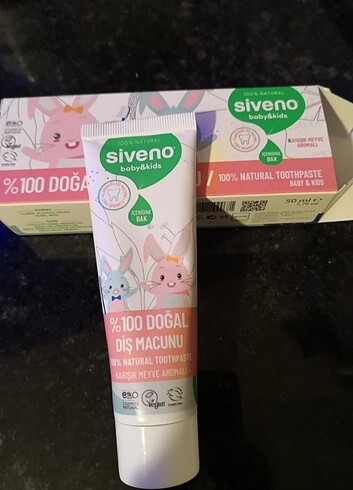 100% NATURAL
siveno
baby&kids
KARIŞIK MEYVE
AROMALI
İÇERİĞİNE
BAK
%100 DOĞA
100% NATURAL TOOTHPASTE
BABY & KIDS
50 ml e
100% NATURAL
siveno
baby&kids
İÇERİĞİNE
BAK
%100 DOĞAL
DİŞ MACUNU
100% NATURAL TOOTHPASTE
KARIŞIK MEYVE AROMALI
Vegan